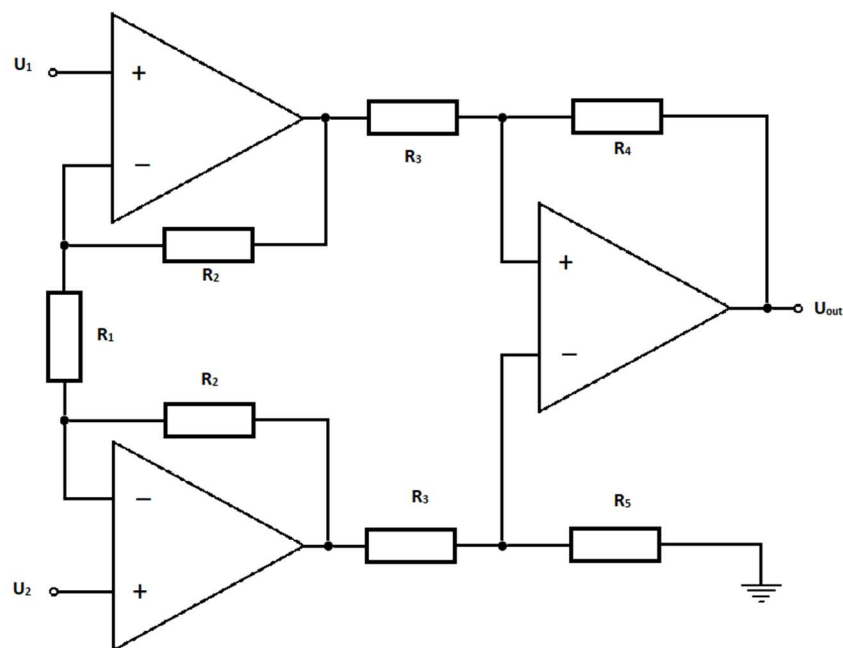 U₁
+
−
R₃
R₄
R₂
+
−
Uout
R₁
R₂
−
+
U₂
R₃
R₅